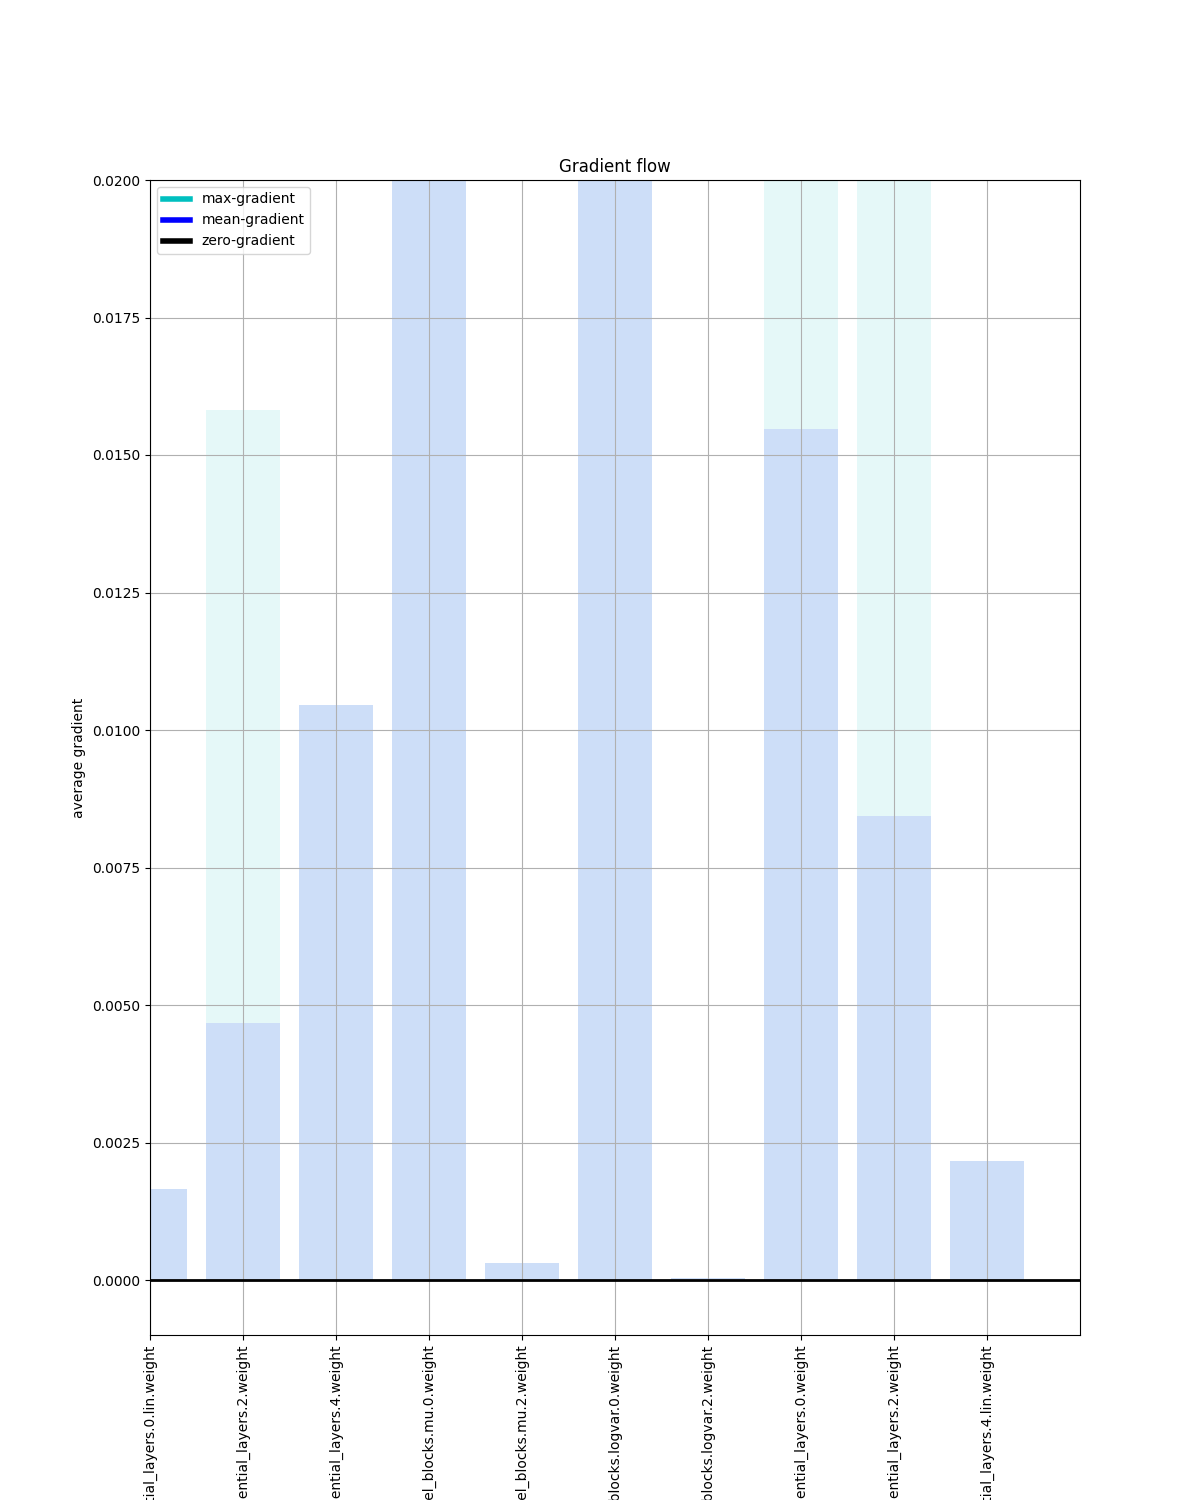 Gradient flow
max-gradient
mean-gradient
zero-gradient
0.0200
0.0175
0.0150
0.0125
0.0100
0.0075
0.0050
0.0025
0.0000
average gradient
tial_layers.0.lin.weight
ential_layers.2.weight
ential_layers.4.weight
el_blocks.mu.0.weight
el_blocks.mu.2.weight
blocks.logvar.0.weight
blocks.logvar.2.weight
ential_layers.0.weight
ential_layers.2.weight
tial_layers.4.lin.weight